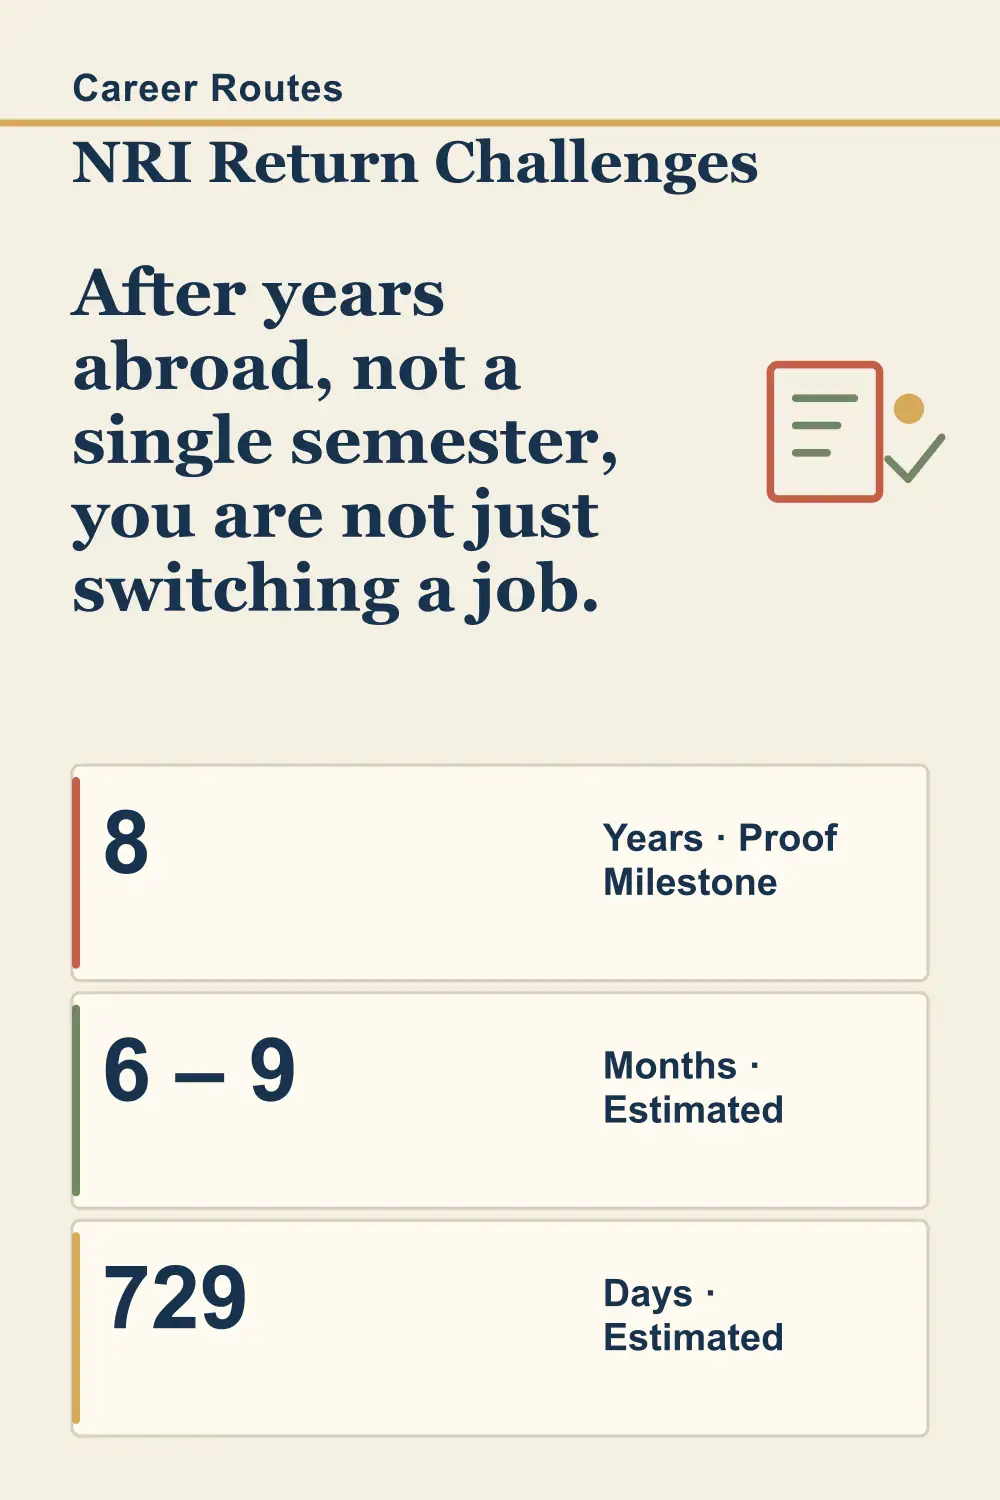 Career Routes
NRI Return Challenges
After years
abroad, not a
single semester,
you are not just
switching a job.
8
Years · Proof
Milestone
6 – 9
Months ·
Estimated
729
Days ·
Estimated